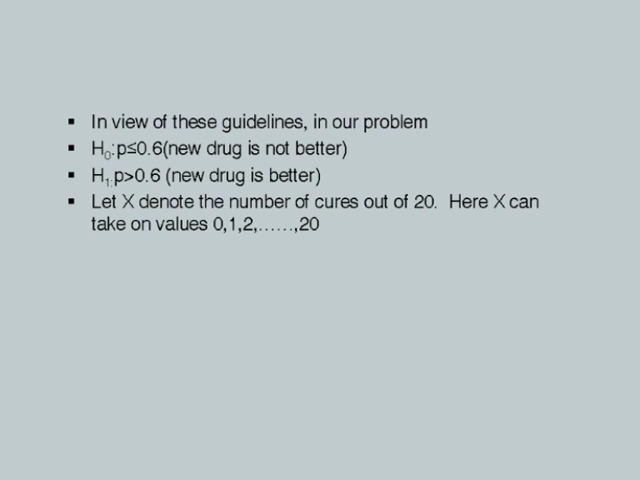 ▪ In view of these guidelines, in our problem
▪ H₀:p≤0.6(new drug is not better)
▪ H₁:p>0.6 (new drug is better)
▪ Let X denote the number of cures out of 20.  Here X can
take on values 0,1,2,……,20